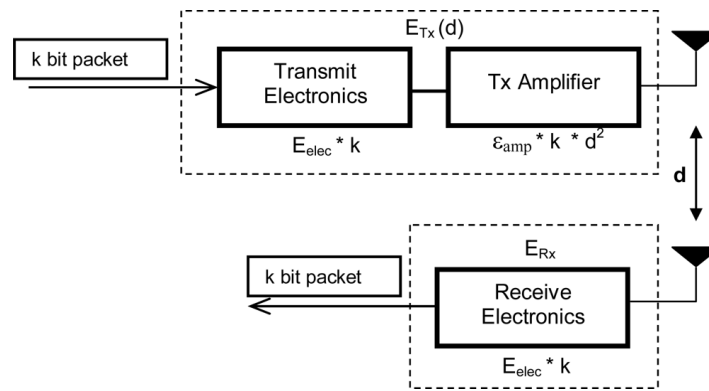 E_Tx (d)
k bit packet
Transmit
Electronics
Tx Amplifier
E_elec * k
ε_amp * k * d²
d
E_Rx
k bit packet
Receive
Electronics
E_elec * k